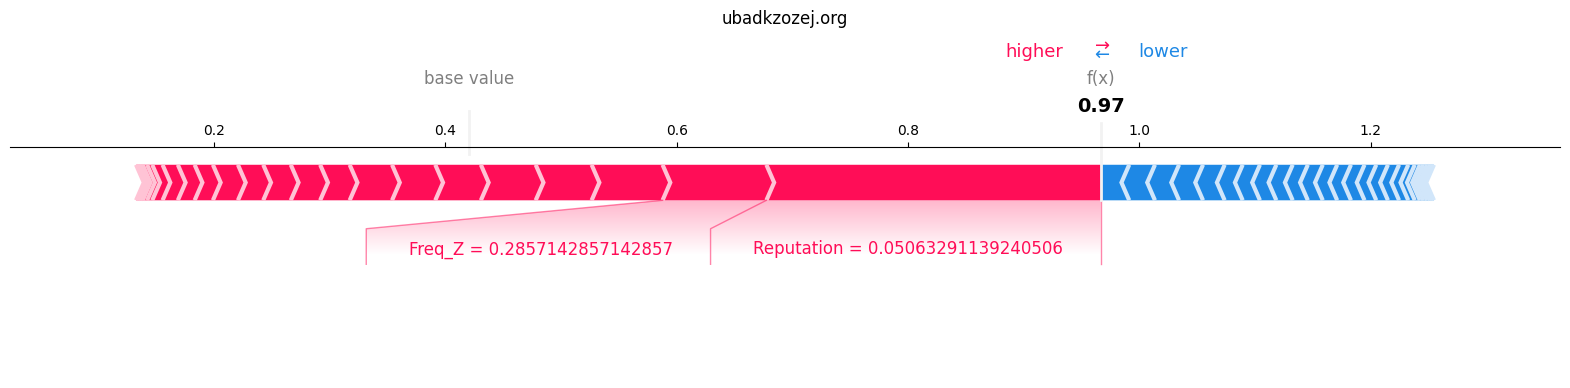 ubadkzozej.org
higher ⇄ lower
base value f(x)
0.97
0.2 0.4 0.6 0.8 1.0 1.2
Freq_Z = 0.2857142857142857 Reputation = 0.05063291139240506